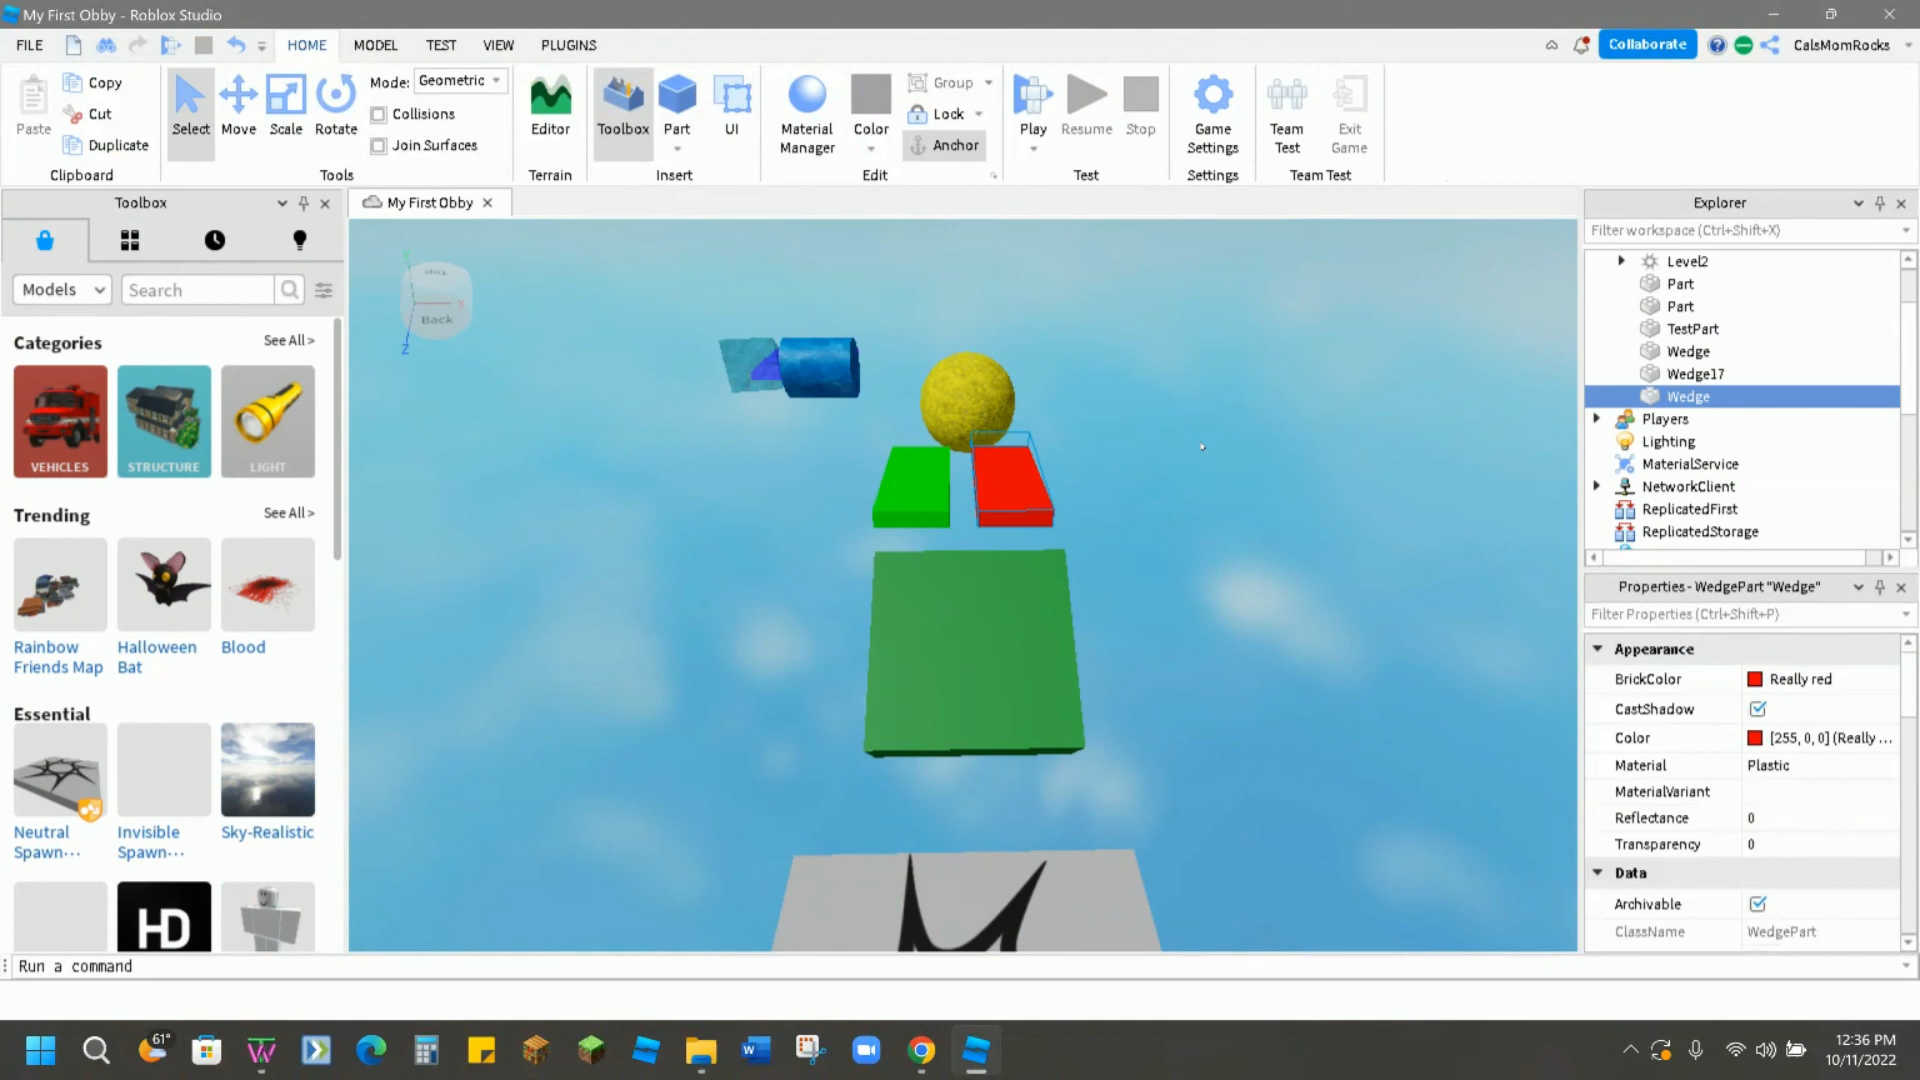 My First Obby - Roblox Studio
FILE HOME MODEL TEST VIEW PLUGINS Collaborate CalsMomRocks
Paste Copy Cut Duplicate Clipboard
Select Move Scale Rotate Mode: Geometric Collisions Join Surfaces Tools
Editor Terrain
Toolbox Part UI Insert
Material Manager Color Group Lock Anchor Edit
Play Resume Stop Test
Game Settings Settings
Team Test Exit Game Team Test
Toolbox
Models Search
Categories See All >
VEHICLES STRUCTURE LIGHT
Trending See All >
Rainbow Friends Map
Halloween Bat
Blood
Essential
Neutral Spawn...
Invisible Spawn...
Sky-Realistic
HD
My First Obby
Back
X
Z
Explorer
Filter workspace (Ctrl+Shift+X)
Level2
Part
Part
TestPart
Wedge
Wedge17
Wedge
Players
Lighting
MaterialService
NetworkClient
ReplicatedFirst
ReplicatedStorage
Properties - WedgePart "Wedge"
Filter Properties (Ctrl+Shift+P)
Appearance
BrickColor Really red
CastShadow
Color [255, 0, 0] (Really ...
Material Plastic
MaterialVariant
Reflectance 0
Transparency 0
Data
Archivable
ClassName WedgePart
Run a command
61°
12:36 PM
10/11/2022